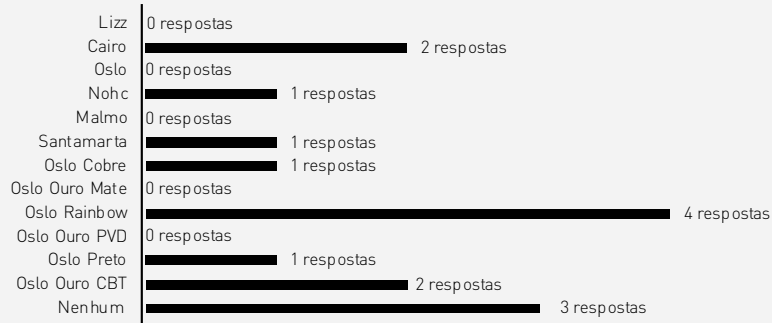 Lizz 0 respostas
Cairo 2 respostas
Oslo 0 respostas
Nohc 1 respostas
Malmo 0 respostas
Santamarta 1 respostas
Oslo Cobre 1 respostas
Oslo Ouro Mate 0 respostas
Oslo Rainbow 4 respostas
Oslo Ouro PVD 0 respostas
Oslo Preto 1 respostas
Oslo Ouro CBT 2 respostas
Nenhum 3 respostas